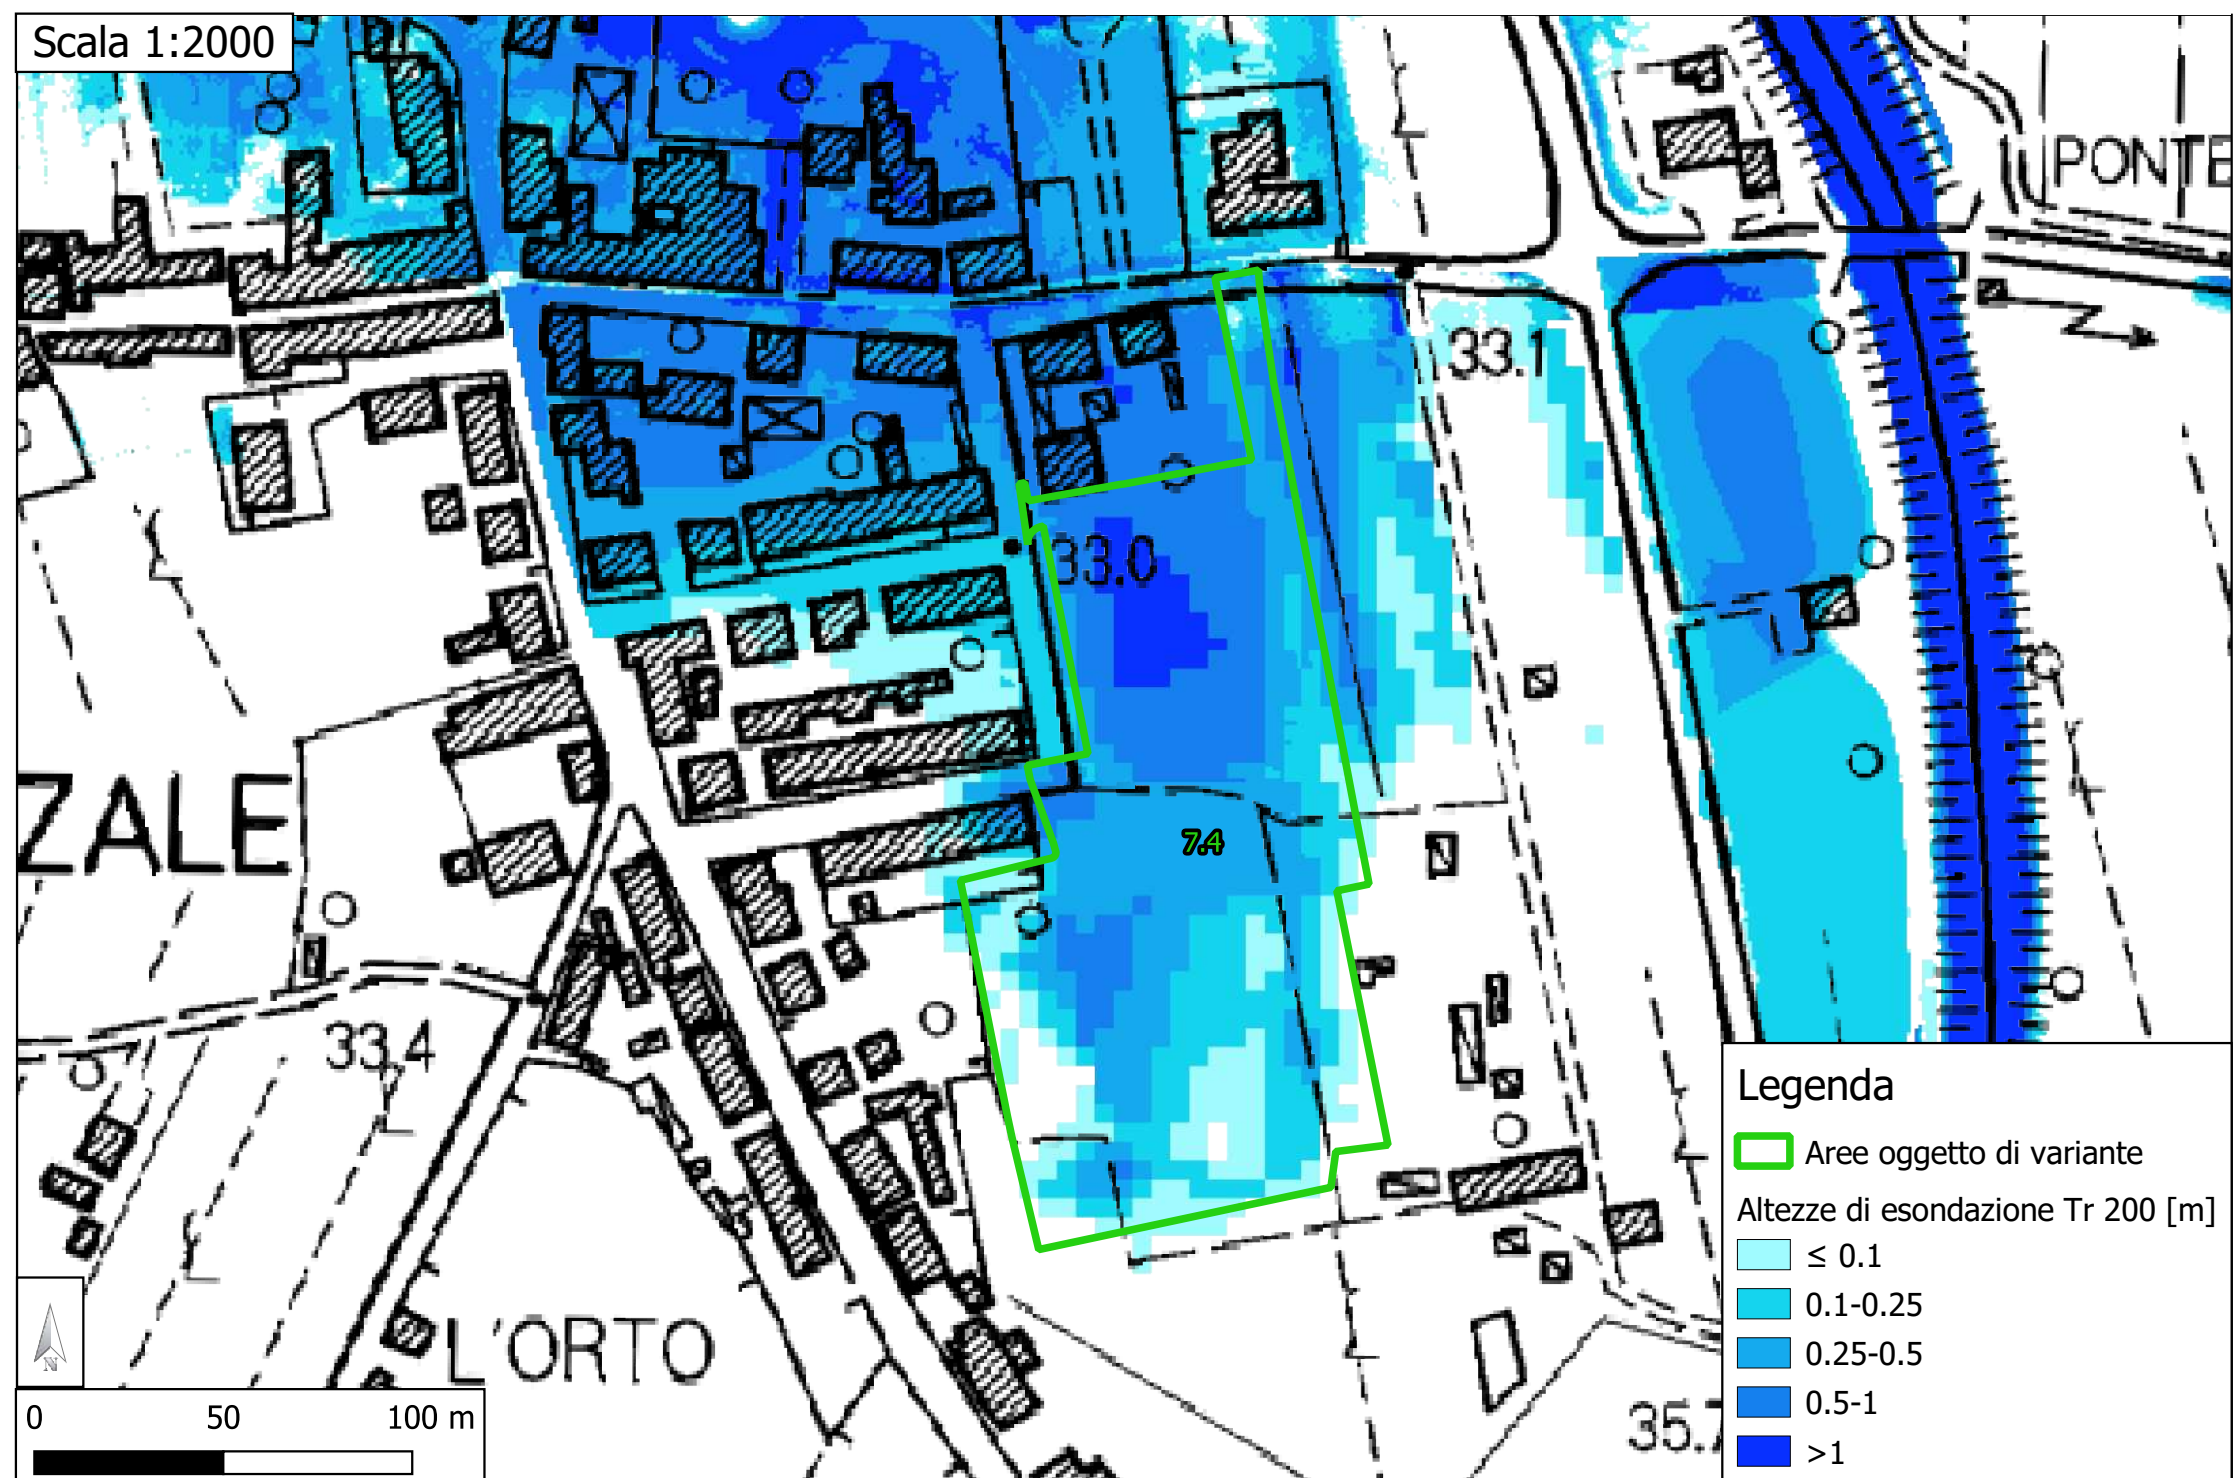 Scala 1:2000
PONTE
33.1
33.0
ZALE
7.4
33.4
L'ORTO
35.7
N
0 50 100 m
Legenda
Aree oggetto di variante
Altezze di esondazione Tr 200 [m]
≤ 0.1
0.1-0.25
0.25-0.5
0.5-1
>1